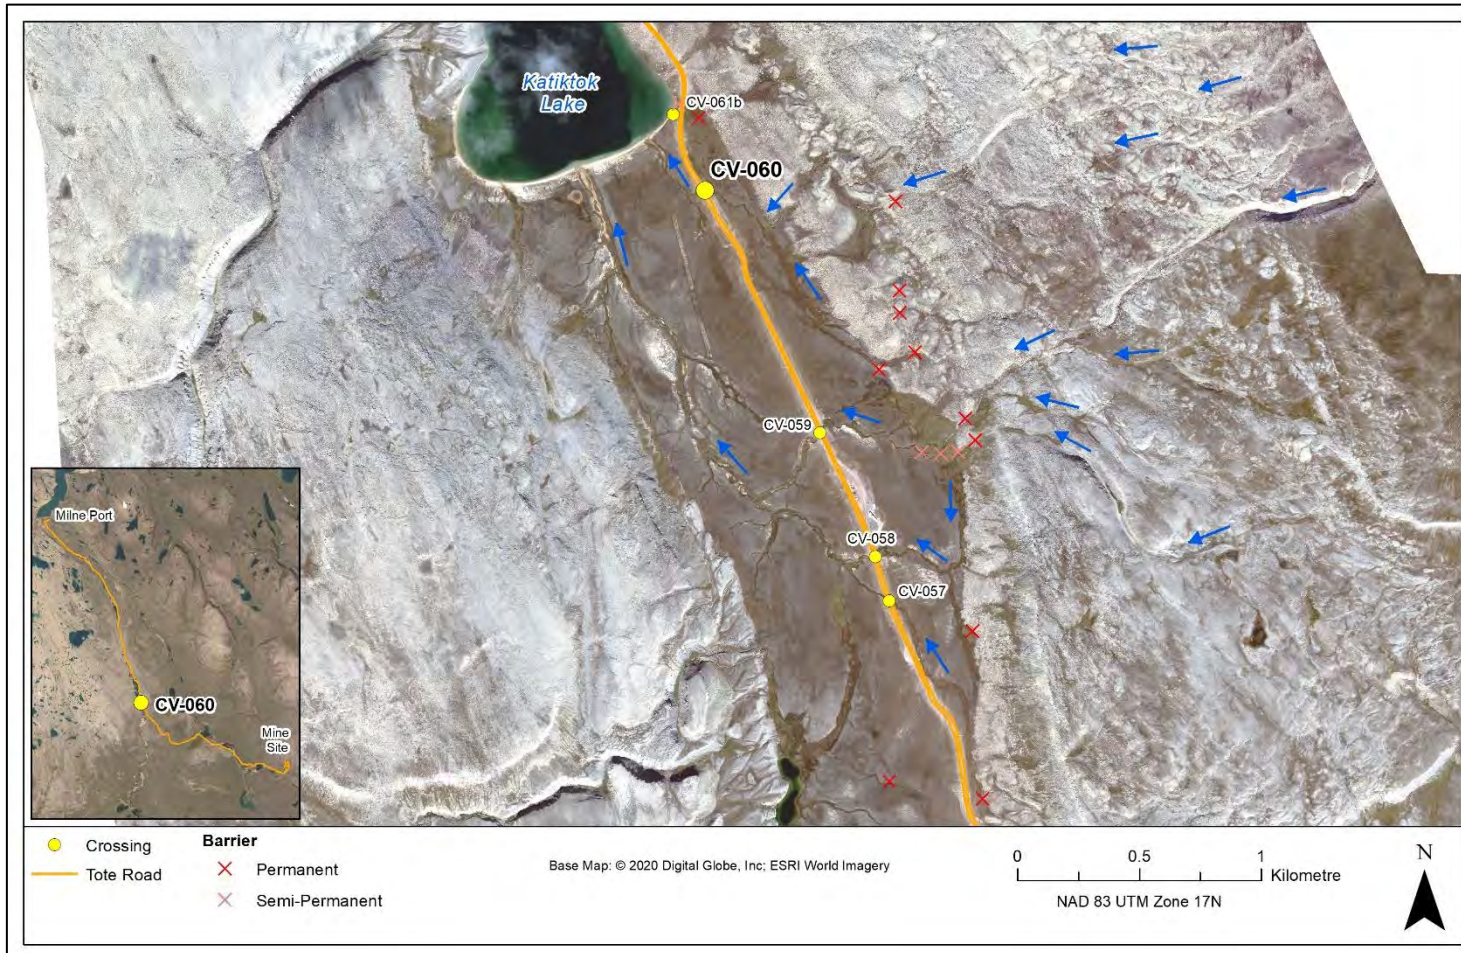 Katiktok
Lake
CV-061b
CV-060
CV-059
CV-058
CV-057
Milne Port
CV-060
Mine
Site
Crossing
Tote Road
Barrier
Permanent
Semi-Permanent
Base Map: © 2020 Digital Globe, Inc; ESRI World Imagery
0 0.5 1
Kilometre
NAD 83 UTM Zone 17N
N